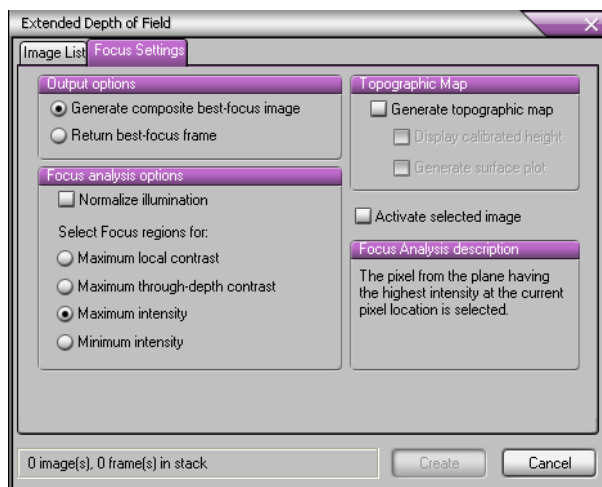 Extended Depth of Field
Image List
Focus Settings
Output options
Generate composite best-focus image
Return best-focus frame
Focus analysis options
Normalize illumination
Select Focus regions for:
Maximum local contrast
Maximum through-depth contrast
Maximum intensity
Minimum intensity
Topographic Map
Generate topographic map
Display calibrated height
Generate surface plot
Activate selected image
Focus Analysis description
The pixel from the plane having
the highest intensity at the current
pixel location is selected.
0 image(s), 0 frame(s) in stack
Create
Cancel